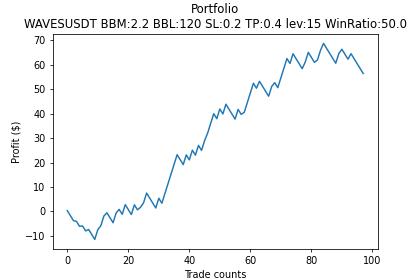 Portfolio
WAVESUSDT BBM:2.2 BBL:120 SL:0.2 TP:0.4 lev:15 WinRatio:50.0
70
60
50
40
30
20
10
0
−10
Profit ($)
0 20 40 60 80 100
Trade counts